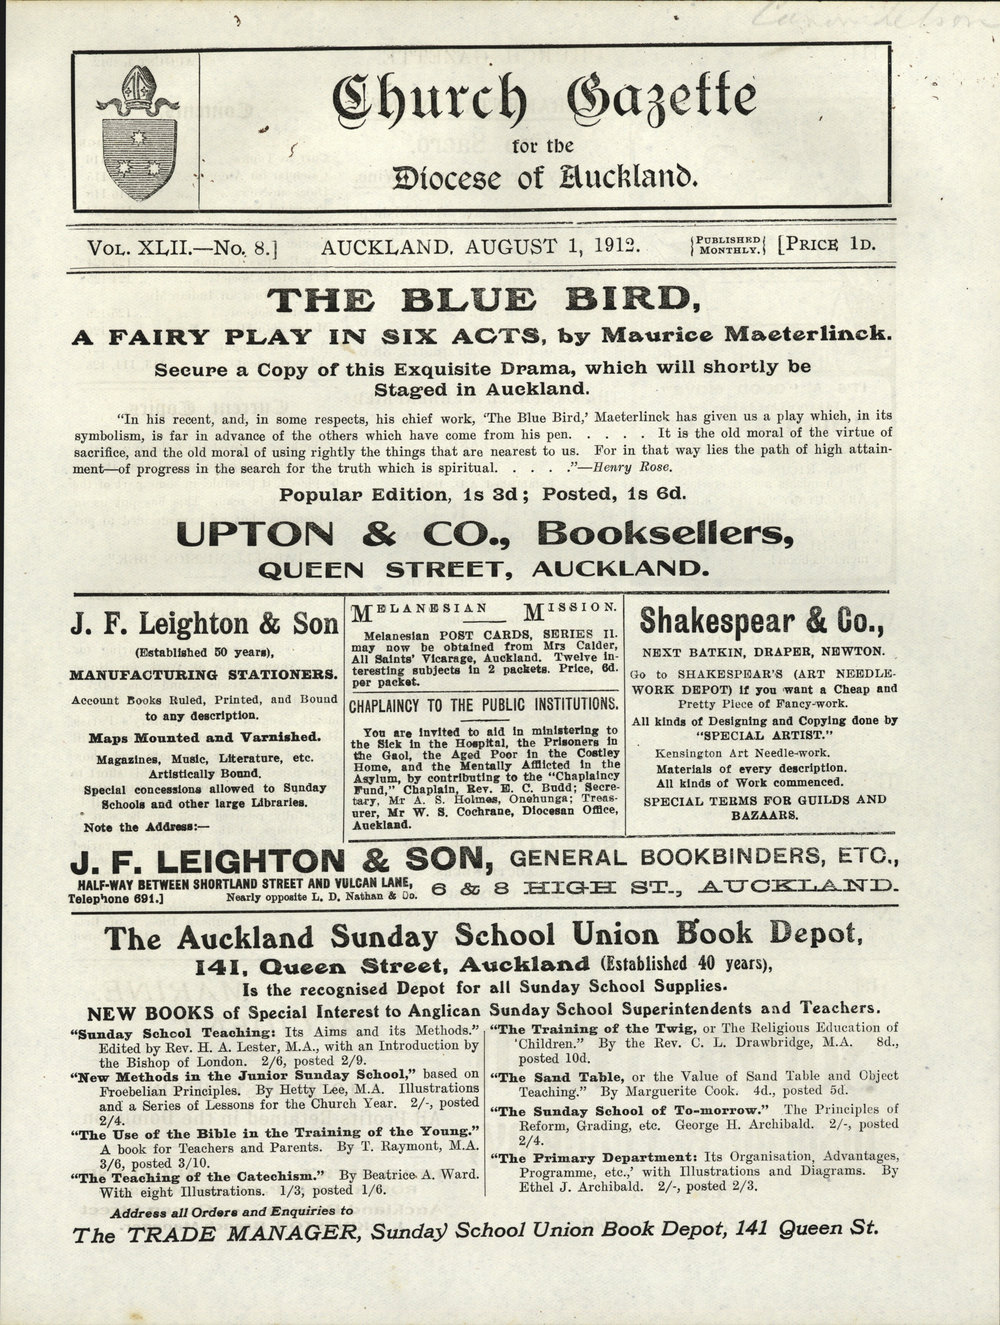 Church Gazette
for the
Diocese of Auckland.
VOL. XLII.—No. 8.]
AUCKLAND, AUGUST 1, 1912.
{PUBLISHED MONTHLY.}
[PRICE 1D.
THE BLUE BIRD,
A FAIRY PLAY IN SIX ACTS, by Maurice Maeterlinck.
Secure a Copy of this Exquisite Drama, which will shortly be
Staged in Auckland.
"In his recent, and, in some respects, his chief work, 'The Blue Bird,' Maeterlinck has given us a play which, in its
symbolism, is far in advance of the others which have come from his pen. . . . . It is the old moral of the virtue of
sacrifice, and the old moral of using rightly the things that are nearest to us. For in that way lies the path of high attain-
ment—of progress in the search for the truth which is spiritual. . . . ."—Henry Rose.
Popular Edition, 1s 3d; Posted, 1s 6d.
UPTON & CO., Booksellers,
QUEEN STREET, AUCKLAND.
J. F. Leighton & Son
(Established 50 years),
MANUFACTURING STATIONERS.
Account Books Ruled, Printed, and Bound
to any description.
Maps Mounted and Varnished.
Magazines, Music, Literature, etc.
Artistically Bound.
Special concessions allowed to Sunday
Schools and other large Libraries.
Note the Address:—
MELANESIAN MISSION.
Melanesian POST CARDS, SERIES II.
may now be obtained from Mrs Calder,
All Saints' Vicarage, Auckland. Twelve in-
teresting subjects in 2 packets. Price, 6d.
per packet.
CHAPLAINCY TO THE PUBLIC INSTITUTIONS.
You are invited to aid in ministering to
the Sick in the Hospital, the Prisoners in
the Gaol, the Aged Poor in the Costley
Home, and the Mentally Afflicted in the
Asylum, by contributing to the "Chaplaincy
Fund," Chaplain, Rev. E. C. Budd; Secre-
tary, Mr A. S. Holmes, Onehunga; Treas-
urer, Mr W. S. Cochrane, Diocesan Office,
Auckland.
Shakespear & Co.,
NEXT BATKIN, DRAPER, NEWTON.
Go to SHAKESPEAR'S (ART NEEDLE-
WORK DEPOT) if you want a Cheap and
Pretty Piece of Fancy-work.
All kinds of Designing and Copying done by
"SPECIAL ARTIST."
Kensington Art Needle-work.
Materials of every description.
All kinds of Work commenced.
SPECIAL TERMS FOR GUILDS AND
BAZAARS.
J. F. LEIGHTON & SON, GENERAL BOOKBINDERS, ETC.,
HALF-WAY BETWEEN SHORTLAND STREET AND VULCAN LANE,
Telephone 691.] Nearly opposite L. D. Nathan & Co.
6 & 8 HIGH ST., AUCKLAND.
The Auckland Sunday School Union Book Depot,
141, Queen Street, Auckland (Established 40 years),
Is the recognised Depot for all Sunday School Supplies.
NEW BOOKS of Special Interest to Anglican Sunday School Superintendents and Teachers.
"Sunday School Teaching: Its Aims and its Methods."
Edited by Rev. H. A. Lester, M.A., with an Introduction by
the Bishop of London. 2/6, posted 2/9.
"New Methods in the Junior Sunday School," based on
Froebelian Principles. By Hetty Lee, M.A. Illustrations
and a Series of Lessons for the Church Year. 2/-, posted
2/4.
"The Use of the Bible in the Training of the Young."
A book for Teachers and Parents. By T. Raymont, M.A.
3/6, posted 3/10.
"The Teaching of the Catechism." By Beatrice A. Ward.
With eight Illustrations. 1/3, posted 1/6.
"The Training of the Twig, or The Religious Education of
'Children." By the Rev. C. L. Drawbridge, M.A. 8d.,
posted 10d.
"The Sand Table, or the Value of Sand Table and Object
Teaching." By Marguerite Cook. 4d., posted 5d.
"The Sunday School of To-morrow." The Principles of
Reform, Grading, etc. George H. Archibald. 2/-, posted
2/4.
"The Primary Department: Its Organisation, Advantages,
Programme, etc.,' with Illustrations and Diagrams. By
Ethel J. Archibald. 2/-, posted 2/3.
Address all Orders and Enquiries to
The TRADE MANAGER, Sunday School Union Book Depot, 141 Queen St.